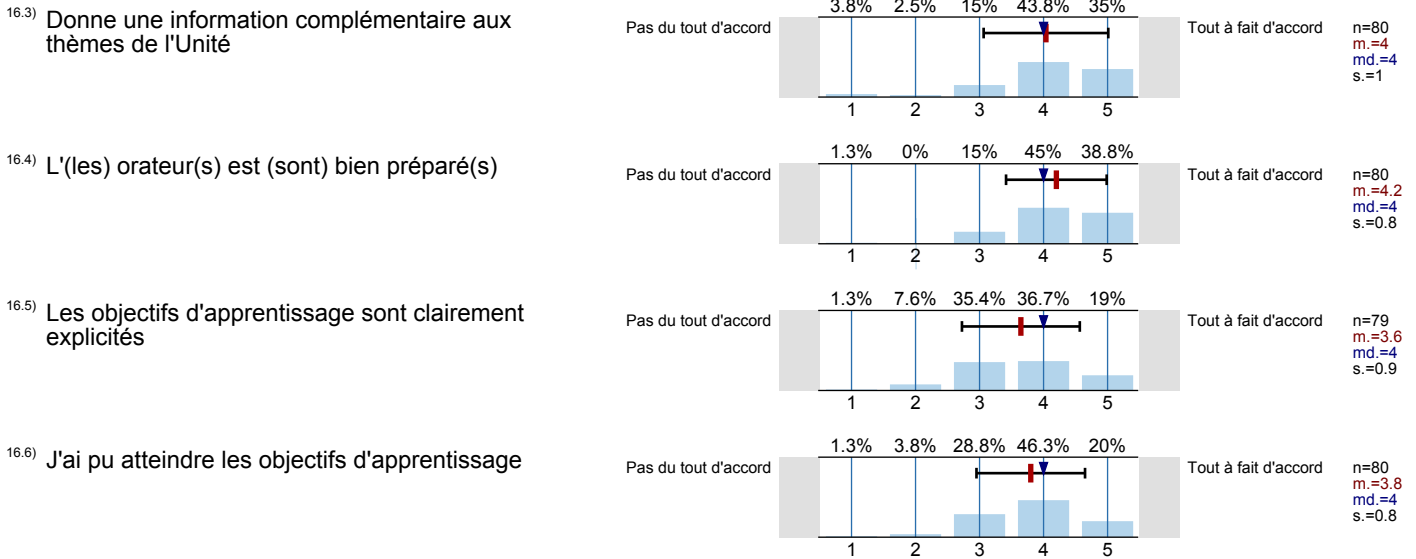 16.3) Donne une information complémentaire aux
thèmes de l'Unité
Pas du tout d'accord
3.8% 2.5% 15% 43.8% 35%
1 2 3 4 5
Tout à fait d'accord
n=80
m.=4
md.=4
s.=1
16.4) L'(les) orateur(s) est (sont) bien préparé(s)
Pas du tout d'accord
1.3% 0% 15% 45% 38.8%
1 2 3 4 5
Tout à fait d'accord
n=80
m.=4.2
md.=4
s.=0.8
16.5) Les objectifs d'apprentissage sont clairement
explicités
Pas du tout d'accord
1.3% 7.6% 35.4% 36.7% 19%
1 2 3 4 5
Tout à fait d'accord
n=79
m.=3.6
md.=4
s.=0.9
16.6) J'ai pu atteindre les objectifs d'apprentissage
Pas du tout d'accord
1.3% 3.8% 28.8% 46.3% 20%
1 2 3 4 5
Tout à fait d'accord
n=80
m.=3.8
md.=4
s.=0.8